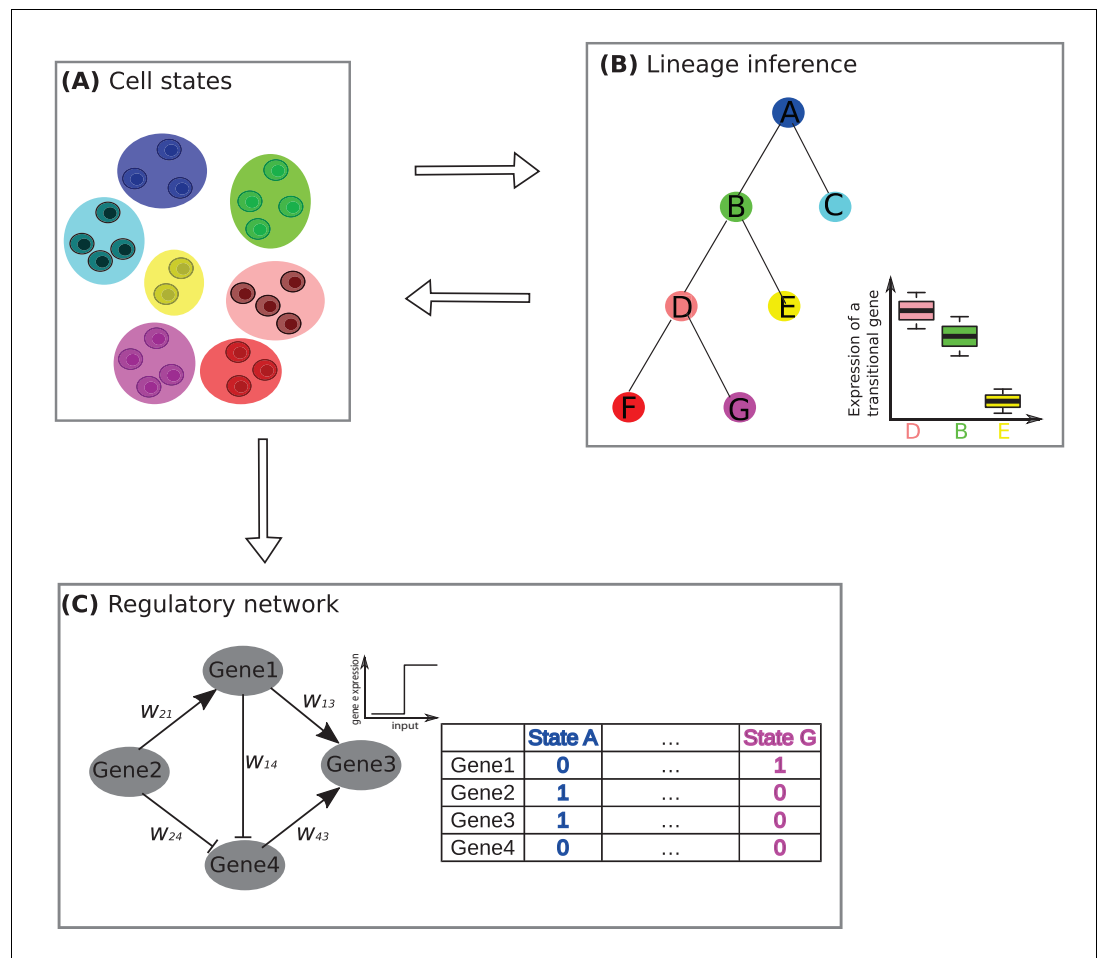 (A) Cell states
(B) Lineage inference
A
B
C
D
E
F
G
Expression of a
transitional gene
D B E
(C) Regulatory network
Gene1
Gene2
Gene3
Gene4
w21
w13
w14
w24
w43
gene e xpression
input
State A ... State G
Gene1 0 ... 1
Gene2 1 ... 0
Gene3 1 ... 0
Gene4 0 ... 0